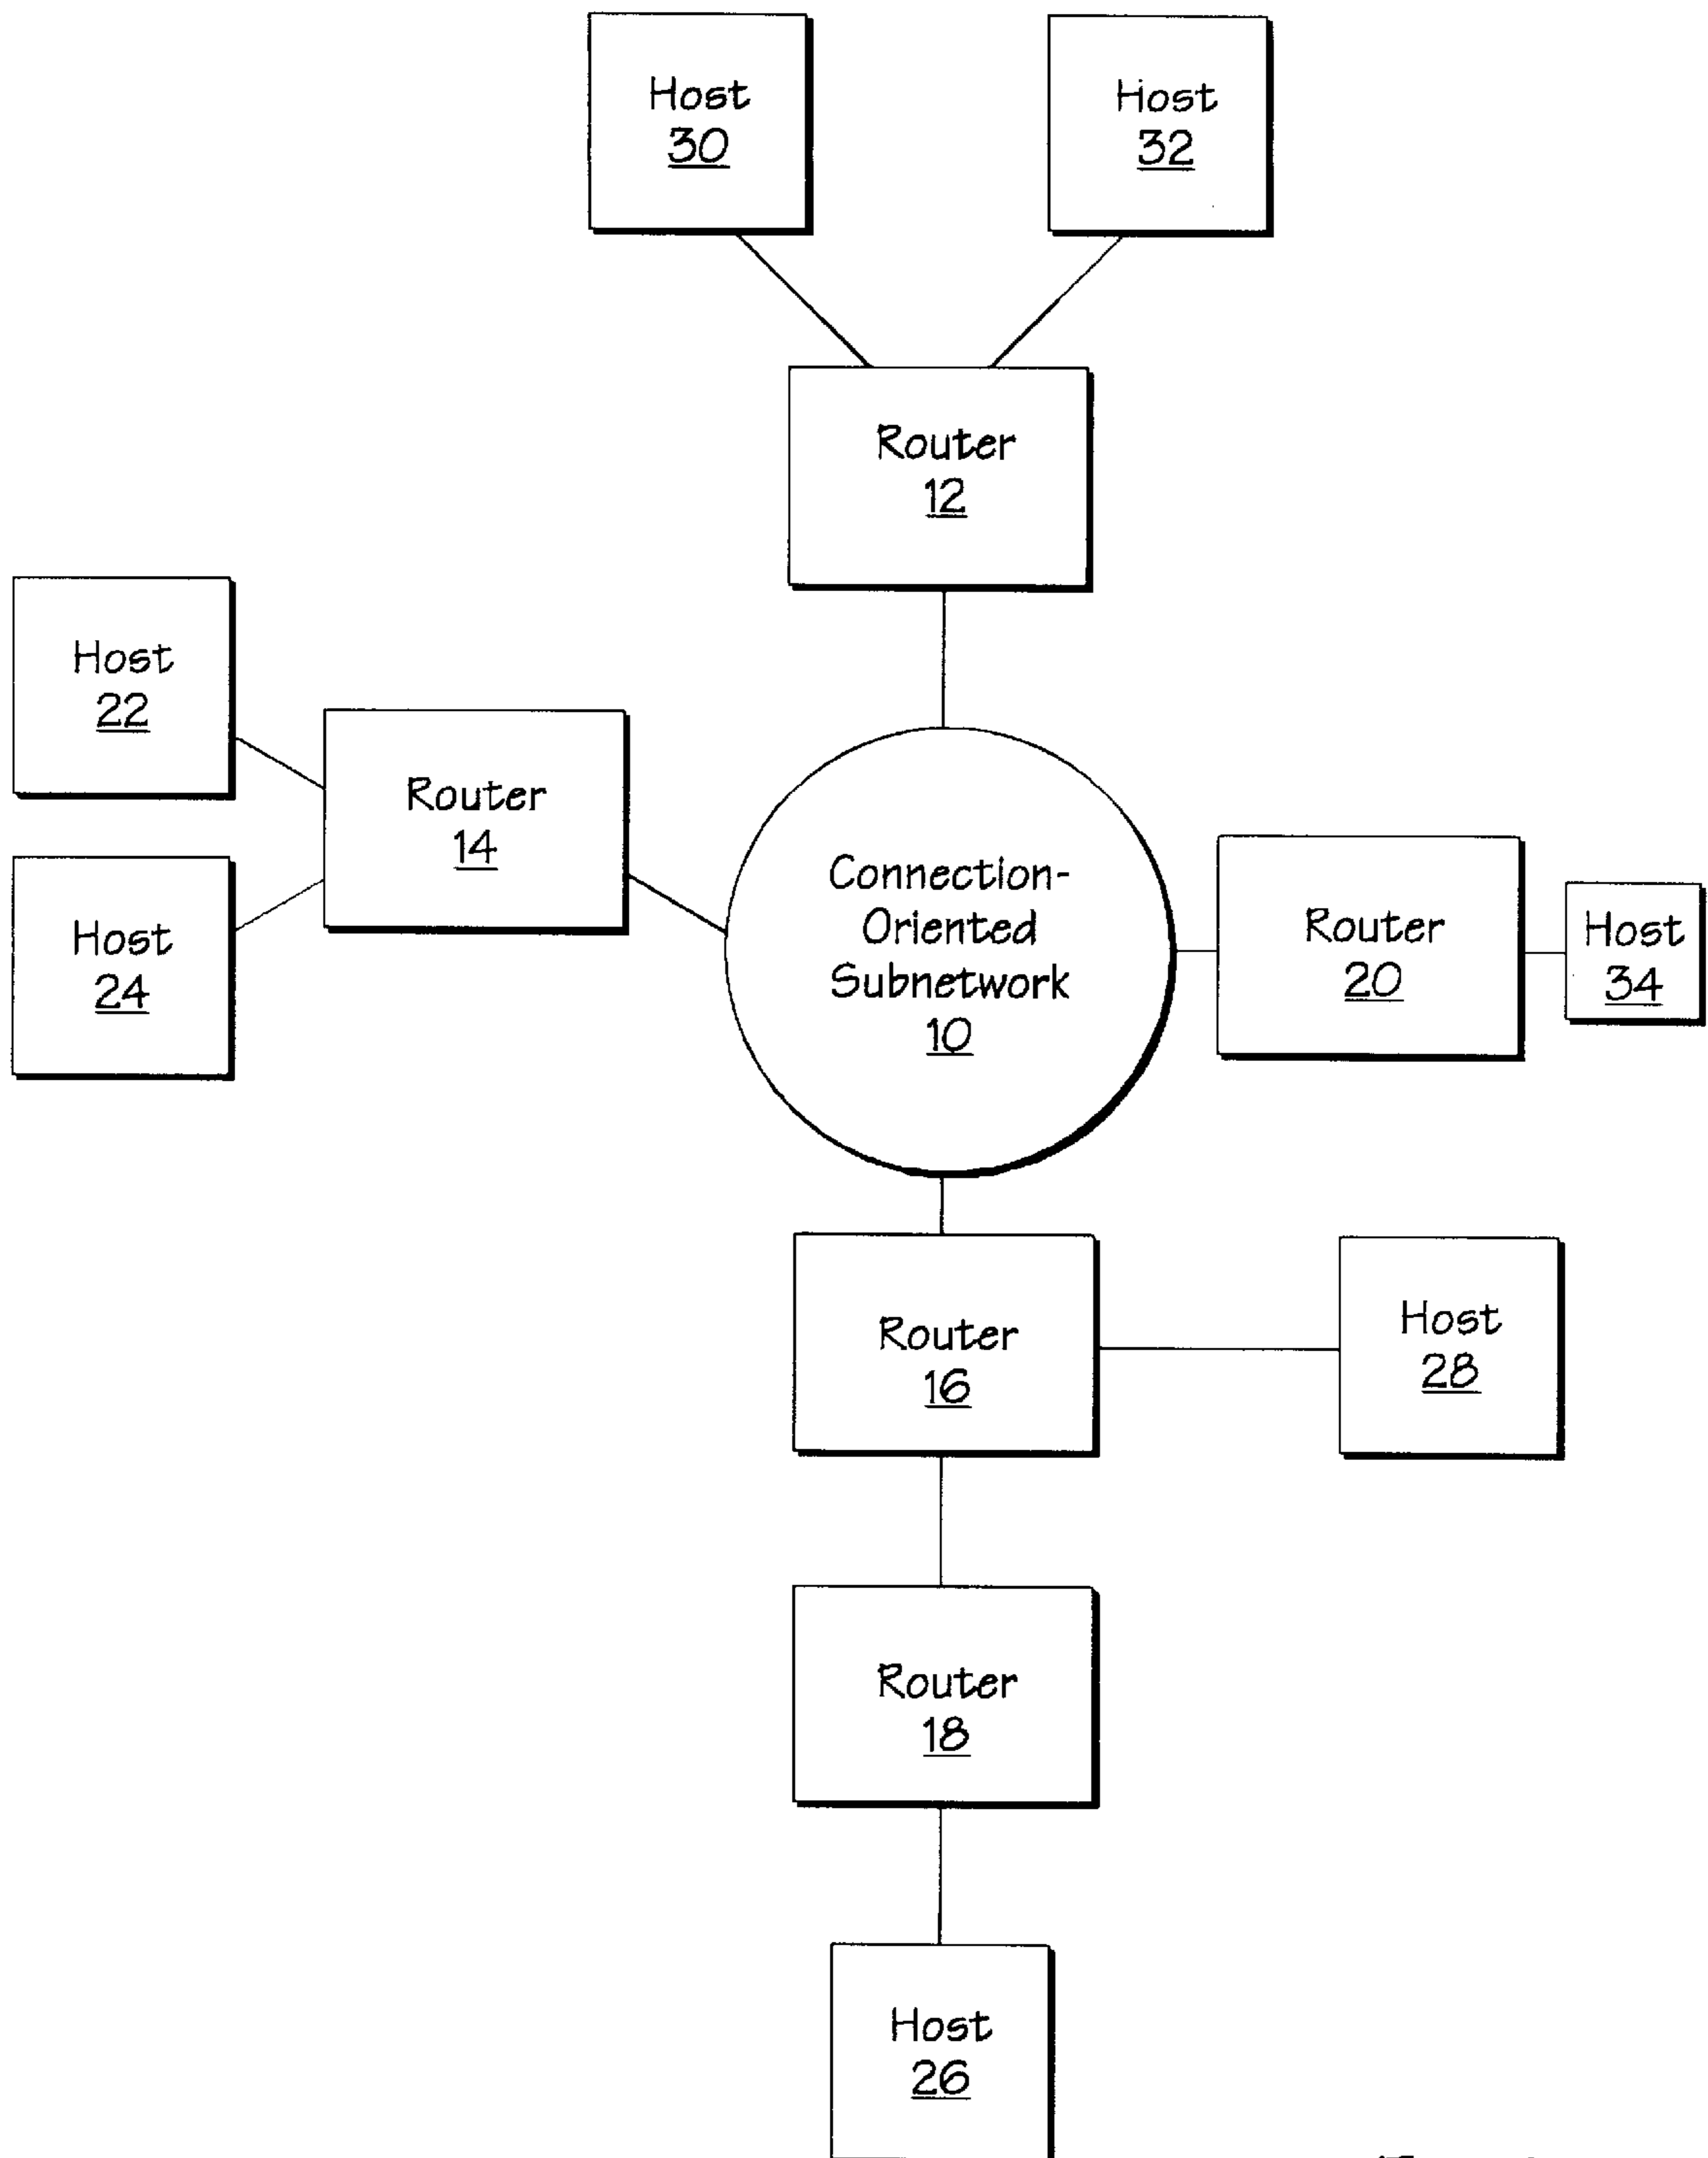 Host
30
Host
32
Router
12
Host
22
Router
14
Host
24
Connection-
Oriented
Subnetwork
10
Router
20
Host
34
Router
16
Host
28
Router
18
Host
26